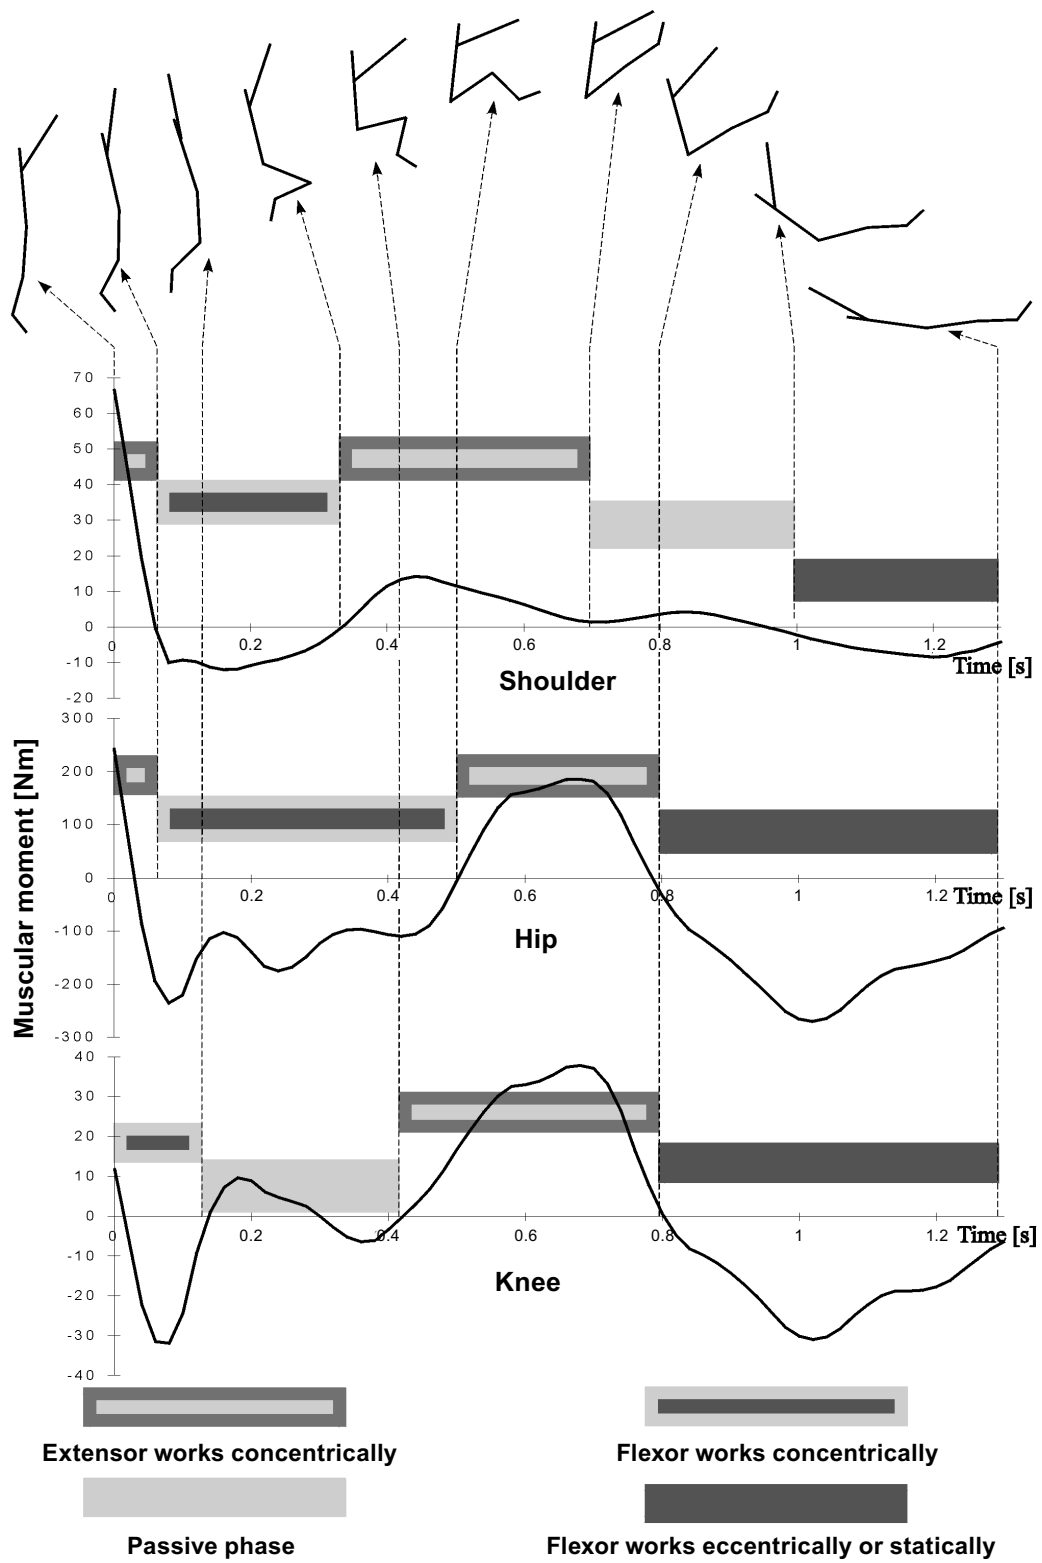 70
60
50
40
30
20
10
0
-10
-20
0 0.2 0.4 0.6 0.8 1 1.2
Time [s]
Shoulder
Muscular moment [Nm]
300
200
100
0
-100
-200
-300
0 0.2 0.4 0.6 0.8 1 1.2 Time [s]
Hip
40
30
20
10
0
-10
-20
-30
-40
0 0.2 0.4 0.6 0.8 1 1.2 Time [s]
Knee
Extensor works concentrically
Flexor works concentrically
Passive phase
Flexor works eccentrically or statically